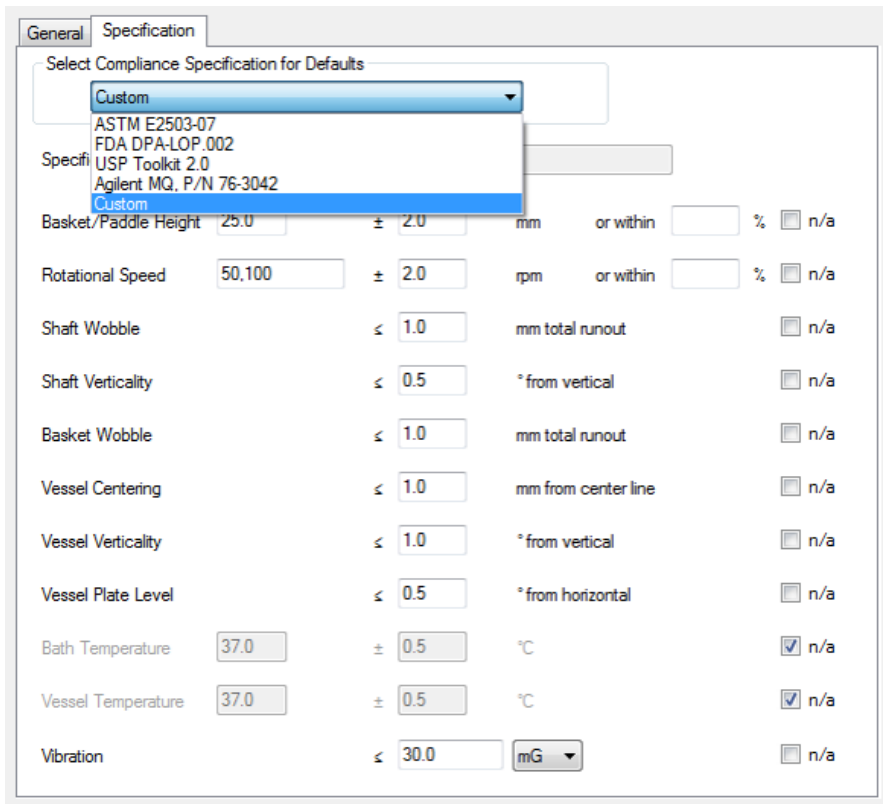 General Specification
Select Compliance Specification for Defaults
Custom
ASTM E2503-07
FDA DPA-LOP.002
USP Toolkit 2.0
Agilent MQ, P/N 76-3042
Custom
Specifi
Basket/Paddle Height 25.0 ± 2.0 mm or within % n/a
Rotational Speed 50,100 ± 2.0 rpm or within % n/a
Shaft Wobble ≤ 1.0 mm total runout n/a
Shaft Verticality ≤ 0.5 ° from vertical n/a
Basket Wobble ≤ 1.0 mm total runout n/a
Vessel Centering ≤ 1.0 mm from center line n/a
Vessel Verticality ≤ 1.0 ° from vertical n/a
Vessel Plate Level ≤ 0.5 ° from horizontal n/a
Bath Temperature 37.0 ± 0.5 °C n/a
Vessel Temperature 37.0 ± 0.5 °C n/a
Vibration ≤ 30.0 mG n/a